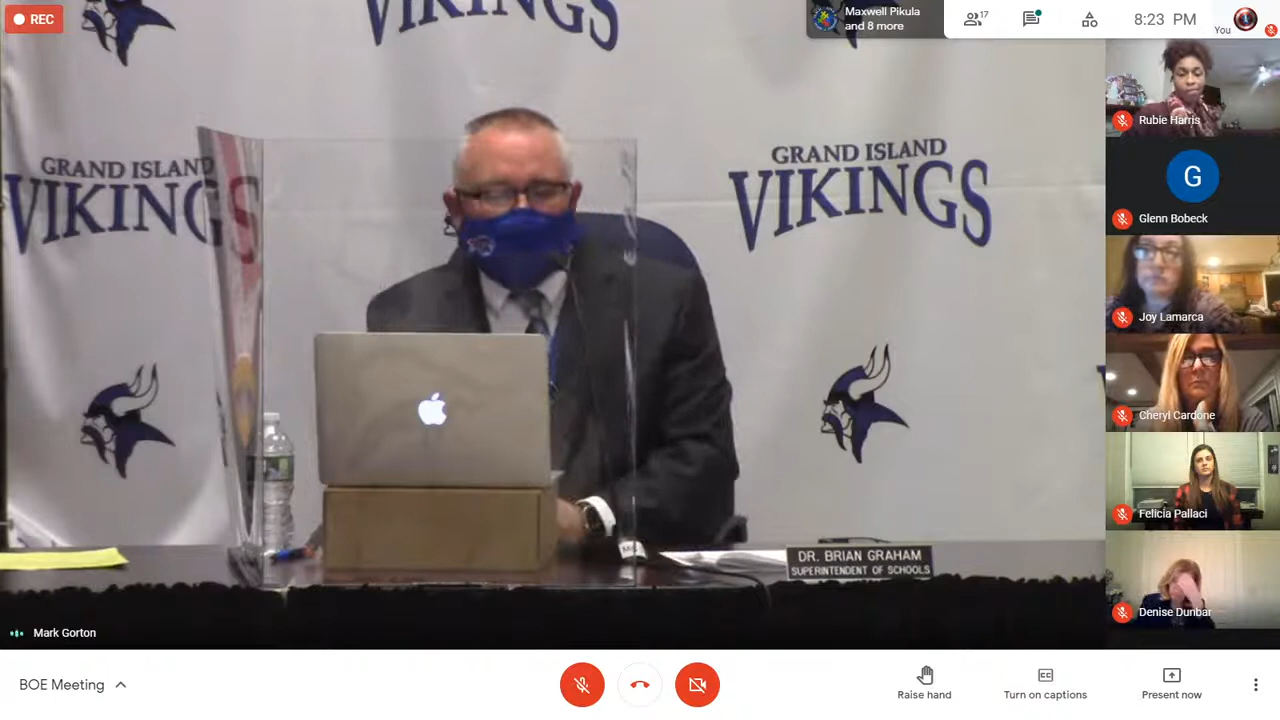 REC
VIKINGS
Maxwell Pikula
and 8 more
17
8:23 PM
You
GRAND ISLAND
VIKINGS
GRAND ISLAND
VIKINGS
Rubie Harris
G
Glenn Bobeck
Joy Lamarca
Cheryl Cardone
Felicia Pallaci
Denise Dunbar
DR. BRIAN GRAHAM
SUPERINTENDENT OF SCHOOLS
Mark Gorton
BOE Meeting
CC
Raise hand
Turn on captions
Present now